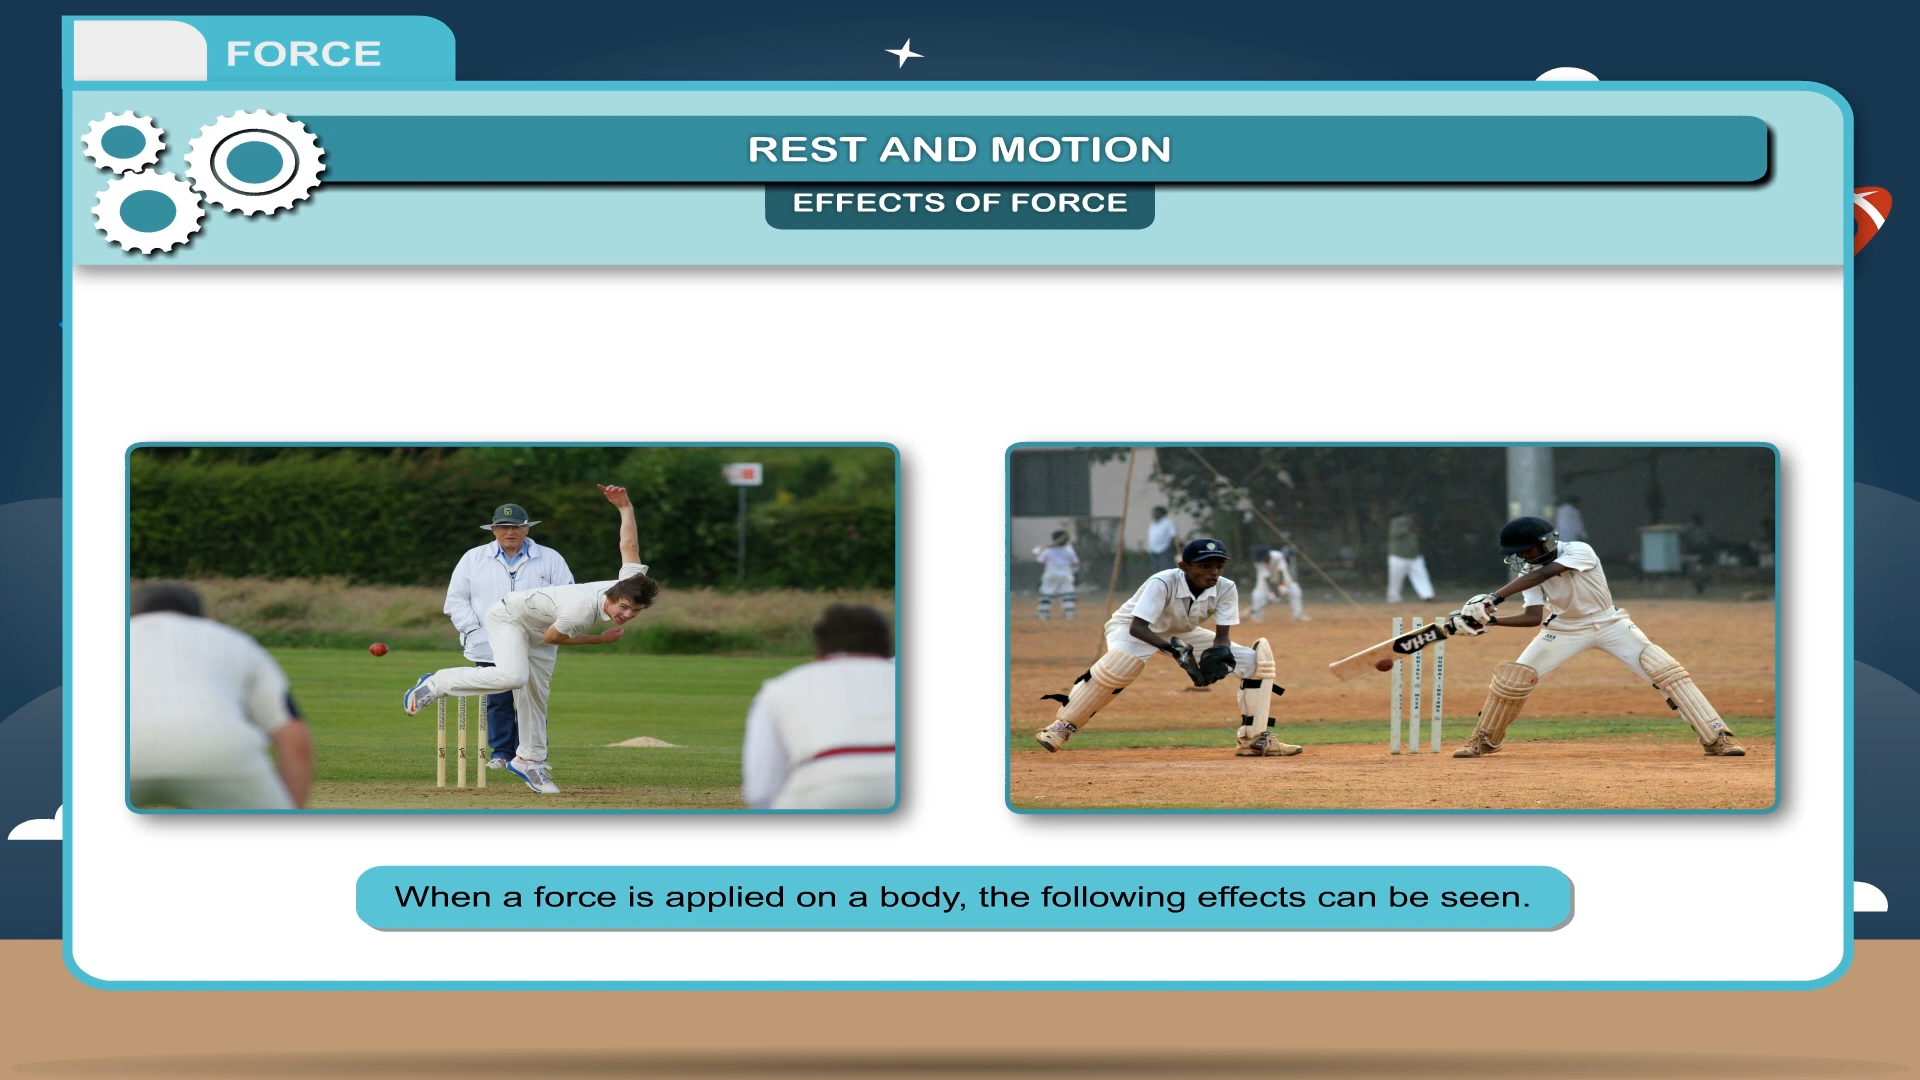 FORCE
REST AND MOTION
EFFECTS OF FORCE
When a force is applied on a body, the following effects can be seen.